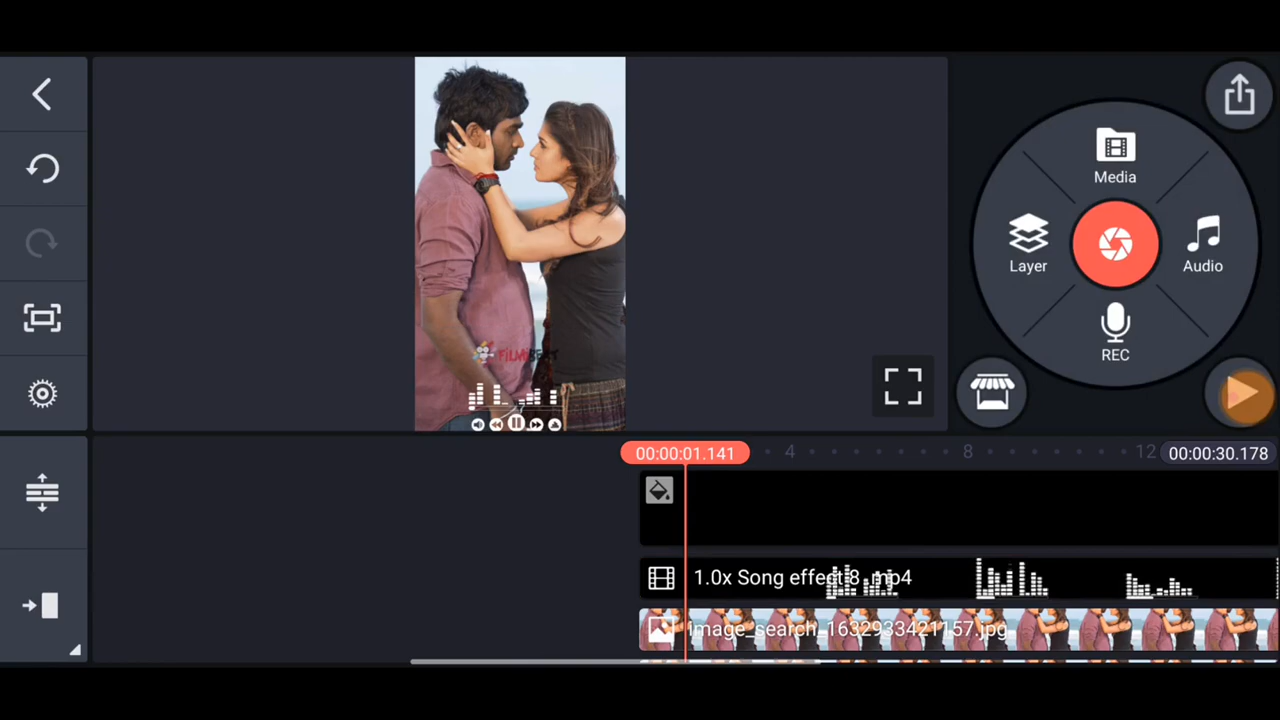 Media
Layer
Audio
REC
FiLMiBEAT
00:00:01.141
4
8
12
00:00:30.178
1.0x Song effect 8 .mp4
image_search_1632933421157.jpg